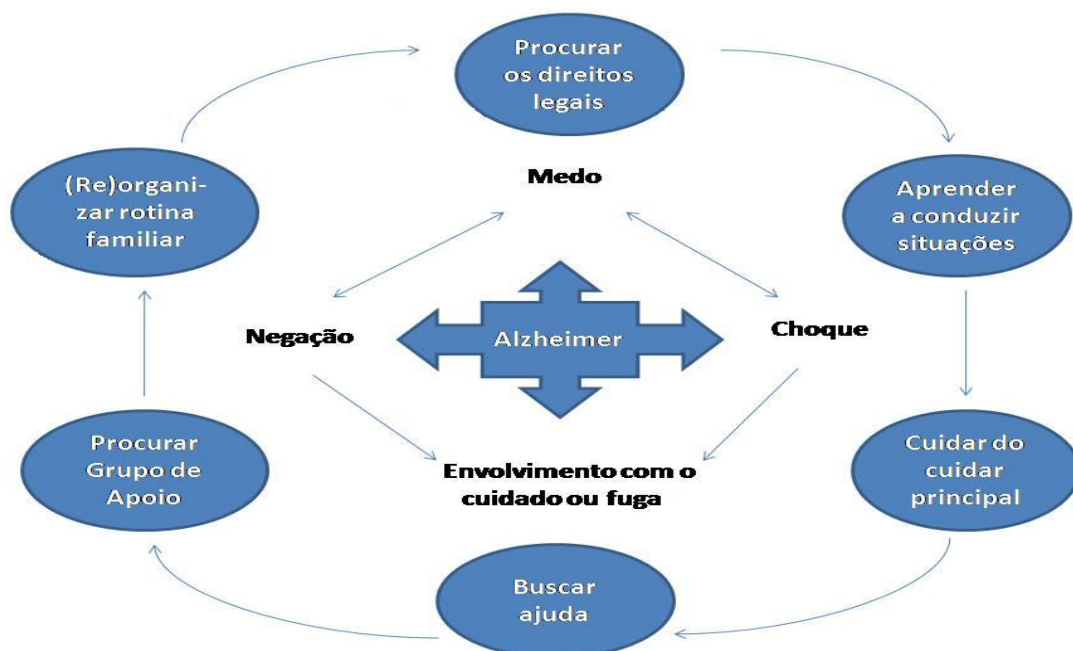 Procurar
os direitos
legais
Medo
(Re)organi-
zar rotina
familiar
Aprender
a conduzir
situações
Negação
Alzheimer
Choque
Procurar
Grupo de
Apoio
Envolvimento com o
cuidado ou fuga
Cuidar do
cuidar
principal
Buscar
ajuda